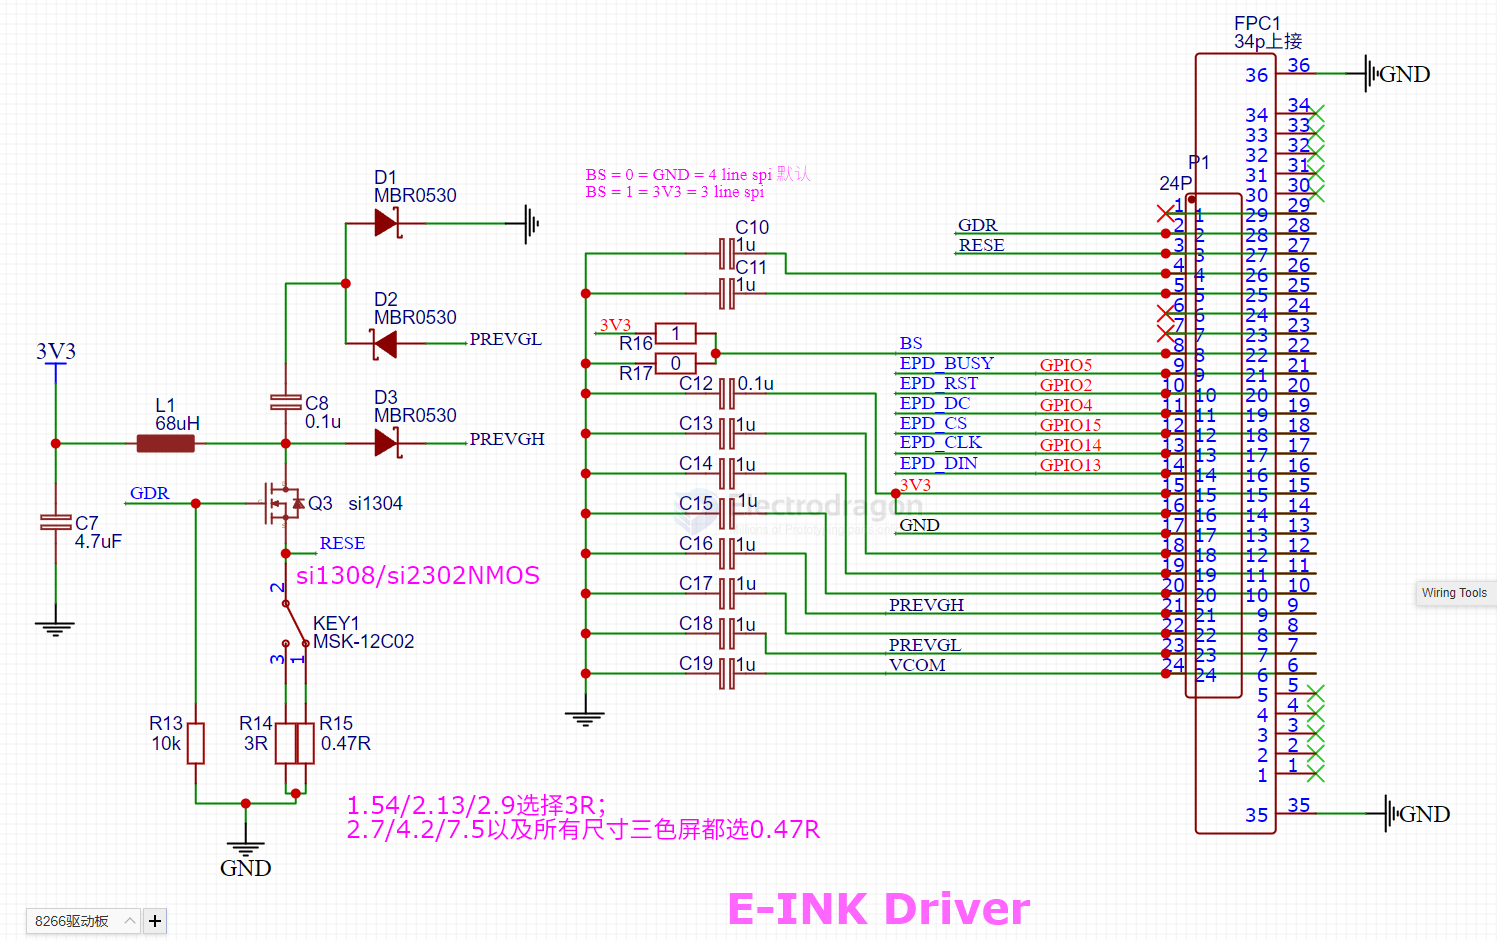 FPC1
34p上接
36
36
GND
34
34
33
33
32
32
31
31
30
30
P1
24P
BS = 0 = GND = 4 line spi 默认
BS = 1 = 3V3 = 3 line spi
D1
MBR0530
D2
MBR0530
PREVGL
D3
MBR0530
PREVGH
3V3
L1
68uH
C8
0.1u
C7
4.7uF
GDR
Q3 si1304
RESE
si1308/si2302NMOS
2
KEY1
MSK-12C02
3 1
R13
10k
R14
3R
R15
0.47R
GND
1.54/2.13/2.9选择3R;
2.7/4.2/7.5以及所有尺寸三色屏都选0.47R
C10
1u
C11
1u
3V3
R16
1
R17
0
C12 0.1u
C13 1u
C14 1u
C15 1u
C16 1u
C17 1u
C18 1u
C19 1u
GDR
RESE
BS
EPD_BUSY GPIO5
EPD_RST GPIO2
EPD_DC GPIO4
EPD_CS GPIO15
EPD_CLK GPIO14
EPD_DIN GPIO13
3V3
GND
PREVGH
PREVGL
VCOM
Electrodragon
1 1 29 29
2 2 28 28
3 3 27 27
4 4 26 26
5 5 25 25
6 6 24 24
7 7 23 23
8 8 22 22
9 9 21 21
10 10 20 20
11 11 19 19
12 12 18 18
13 13 17 17
14 14 16 16
15 15 15 15
16 16 14 14
17 17 13 13
18 18 12 12
19 19 11 11
20 20 10 10
21 21 9 9
22 22 8 8
23 23 7 7
24 24 6 6
5 5
4 4
3 3
2 2
1 1
35
35
GND
Wiring Tools
E-INK Driver
8266驱动板
+